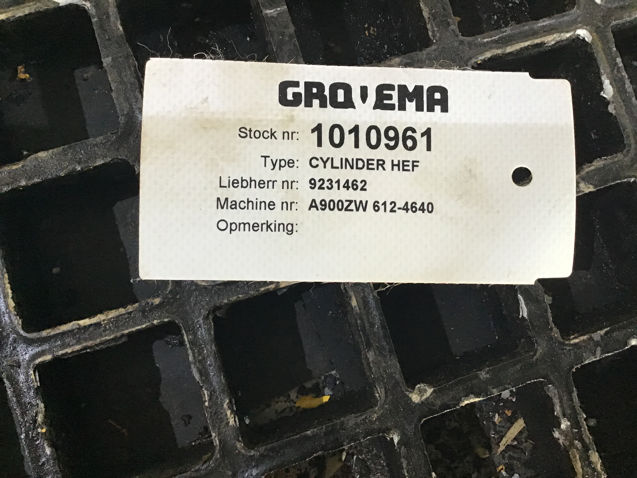 GROVEMA
Stock nr: 1010961
Type: CYLINDER HEF
Liebherr nr: 9231462
Machine nr: A900ZW 612-4640
Opmerking: